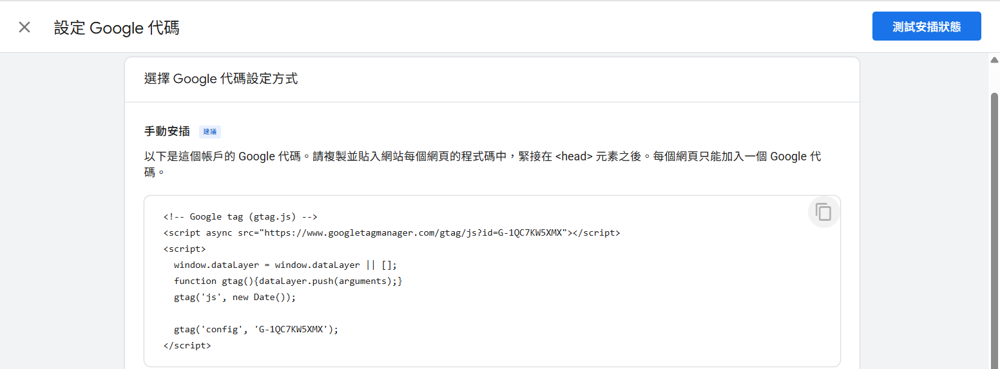 設定 Google 代碼
測試安插狀態
選擇 Google 代碼設定方式
手動安插 建議
以下是這個帳戶的 Google 代碼。請複製並貼入網站每個網頁的程式碼中，緊接在 <head> 元素之後。每個網頁只能加入一個 Google 代
碼。
<!-- Google tag (gtag.js) -->
<script async src="https://www.googletagmanager.com/gtag/js?id=G-1QC7KW5XMX"></script>
<script>
  window.dataLayer = window.dataLayer || [];
  function gtag(){dataLayer.push(arguments);}
  gtag('js', new Date());

  gtag('config', 'G-1QC7KW5XMX');
</script>